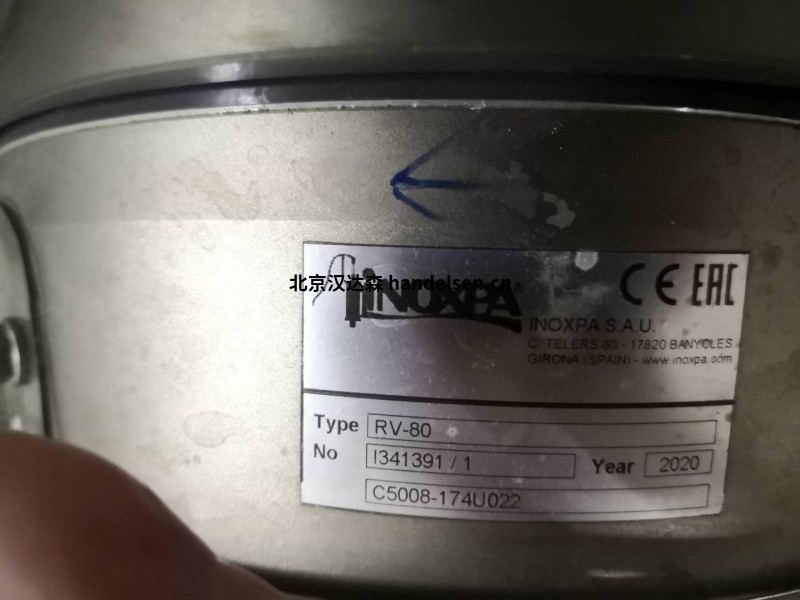 北京汉达森 handelsen.cn
INOXPA®
CE EAC
INOXPA S.A.U.
C. TELERS 60 - 17820 BANYOLES
GIRONA (SPAIN) - www.inoxpa.com
Type RV-80
No I341391 / 1 Year 2020
C5008-174U022